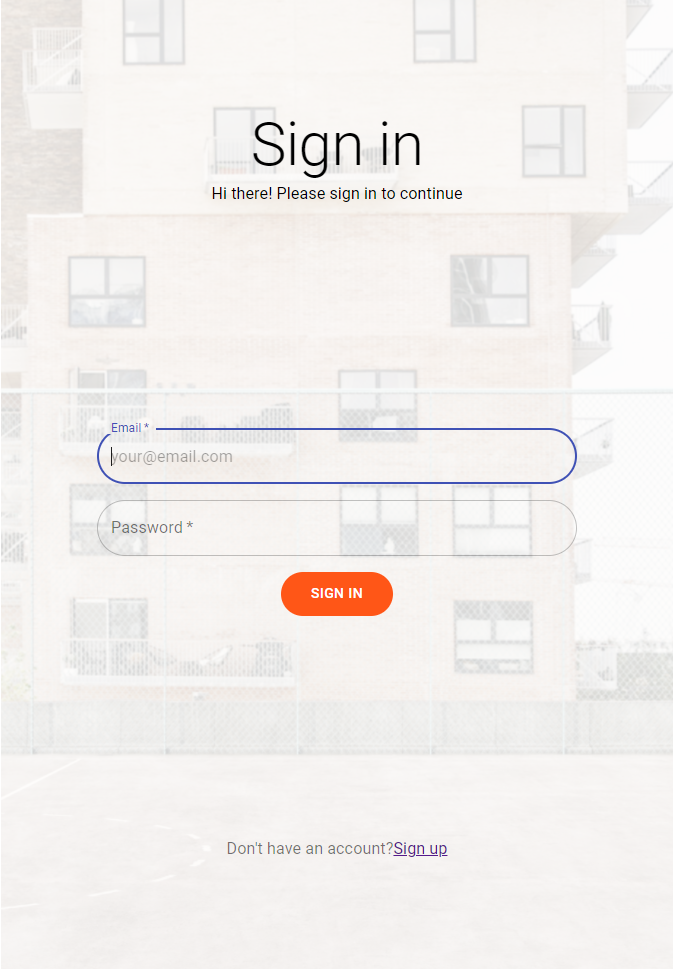 Sign in
Hi there! Please sign in to continue
Email *
your@email.com
Password *
SIGN IN
Don't have an account?Sign up